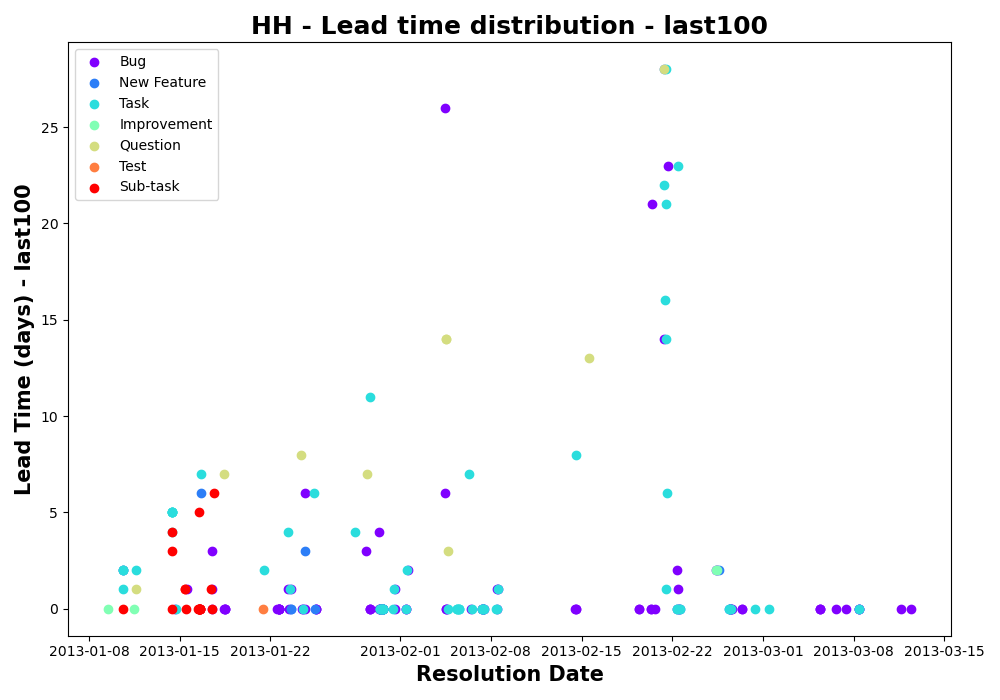 HH - Lead time distribution - last100
Bug
New Feature
Task
Improvement
Question
Test
Sub-task
Lead Time (days) - last100
25
20
15
10
5
0
2013-01-08 2013-01-15 2013-01-22 2013-02-01 2013-02-08 2013-02-15 2013-02-22 2013-03-01 2013-03-08 2013-03-15
Resolution Date